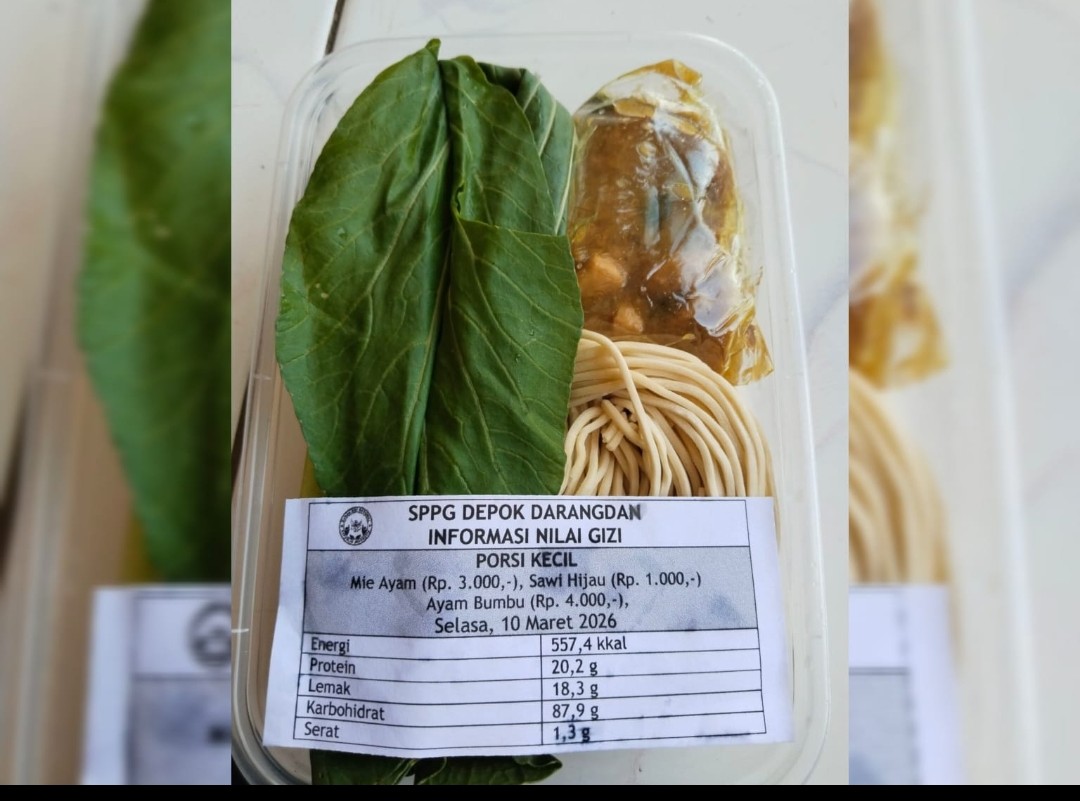 SPPG DEPOK DARANGDAN
INFORMASI NILAI GIZI
PORSI KECIL
Mie Ayam (Rp. 3.000,-), Sawi Hijau (Rp. 1.000,-)
Ayam Bumbu (Rp. 4.000,-),
Selasa, 10 Maret 2026
Energi 557,4 kkal
Protein 20,2 g
Lemak 18,3 g
Karbohidrat 87,9 g
Serat 1,3 g